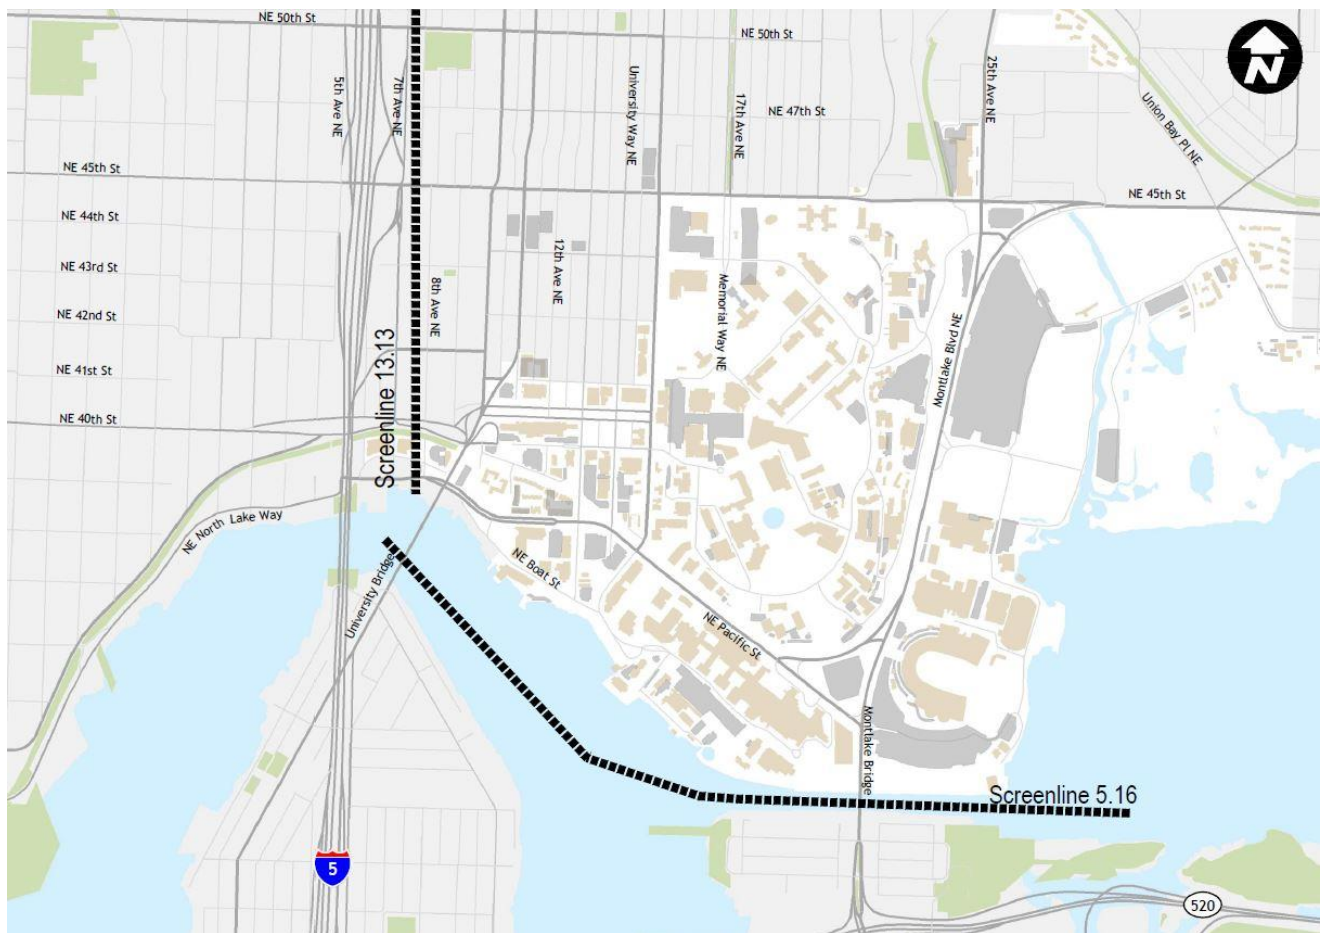 NE 50th St
NE 50th St
N
5th Ave NE
7th Ave NE
University Way NE
17th Ave NE
25th Ave NE
NE 47th St
Union Bay Pl NE
NE 45th St
NE 45th St
NE 44th St
NE 43rd St
12th Ave NE
8th Ave NE
Memorial Way NE
NE 42nd St
Montlake Blvd NE
NE 41st St
NE 40th St
Screenline 13.13
NE North Lake Way
NE Boat St
University Bridge
NE Pacific St
Montlake Bridge
Screenline 5.16
5
520